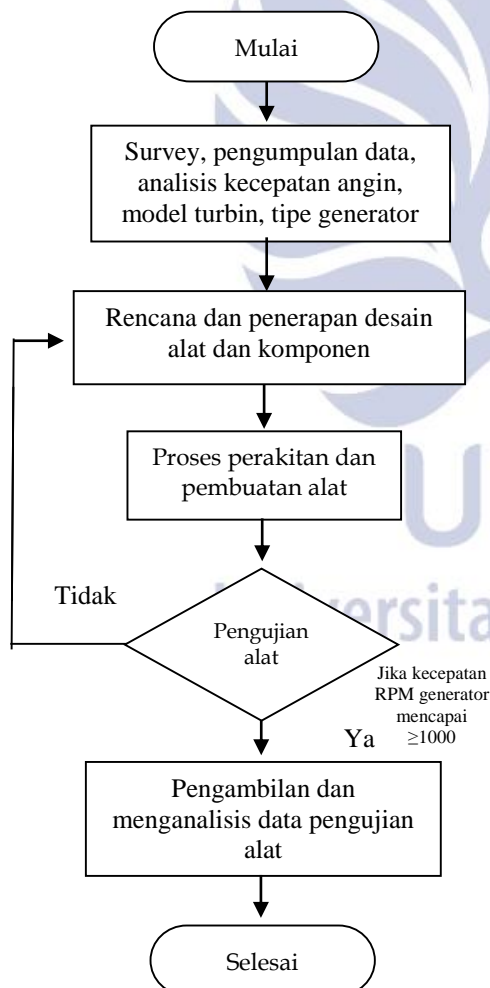 Mulai
Survey, pengumpulan data,
analisis kecepatan angin,
model turbin, tipe generator
Rencana dan penerapan desain
alat dan komponen
Proses perakitan dan
pembuatan alat
Tidak
Pengujian
alat
Jika kecepatan
RPM generator
mencapai
≥1000
Ya
Pengambilan dan
menganalisis data pengujian
alat
Selesai